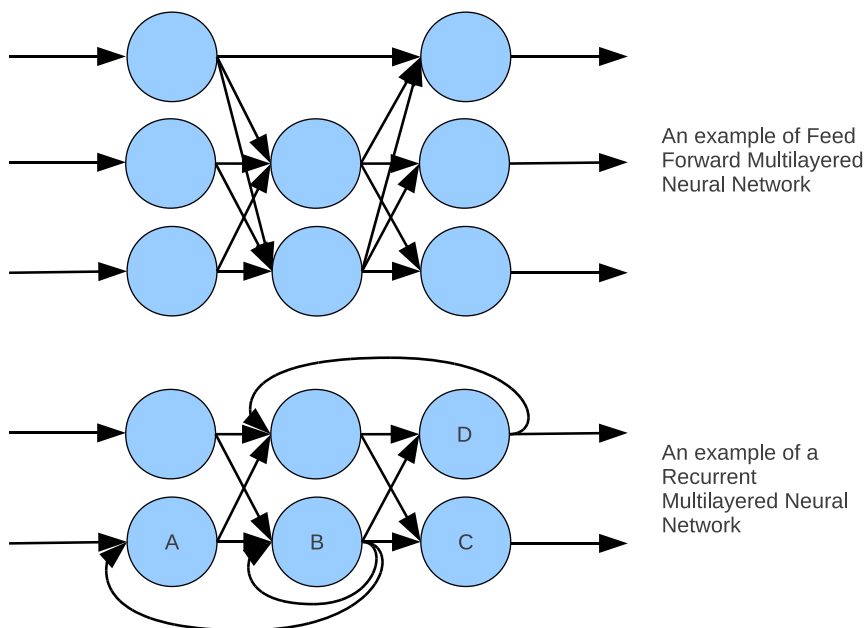 An example of Feed
Forward Multilayered
Neural Network
D
An example of a
Recurrent
Multilayered Neural
Network
A B C